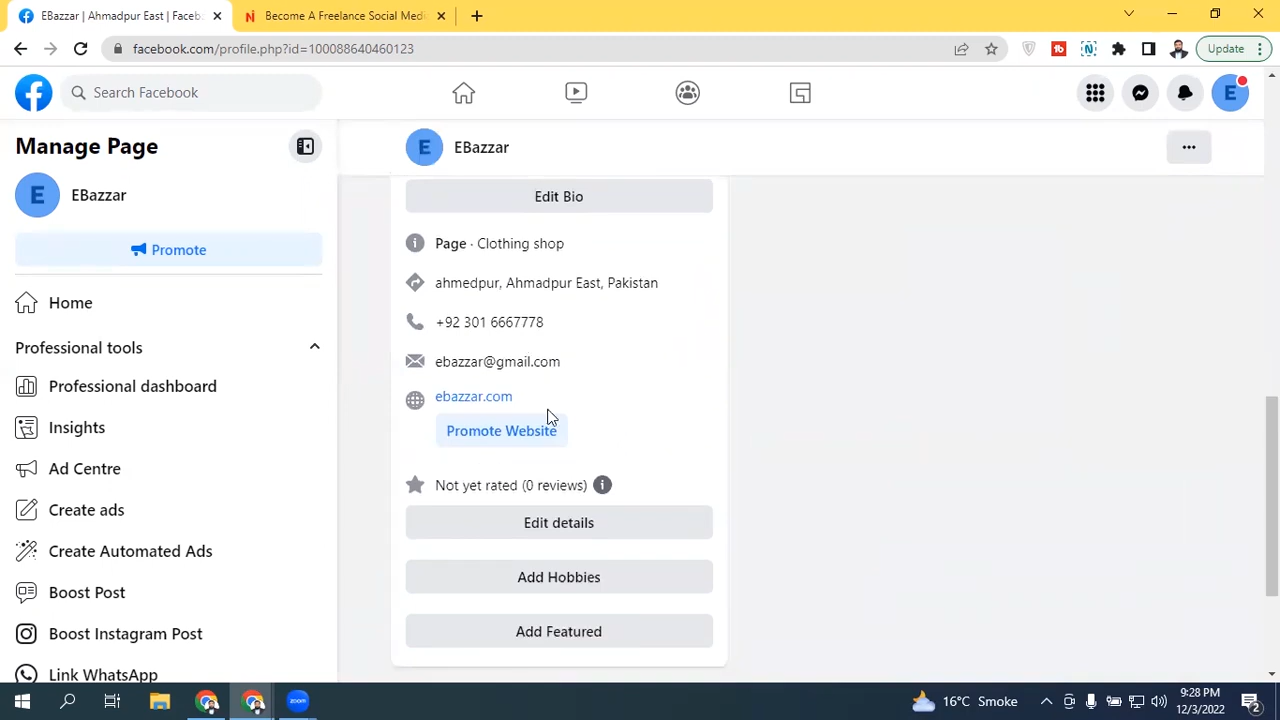 EBazzar | Ahmadpur East | Faceb
Become A Freelance Social Medi
facebook.com/profile.php?id=100088640460123
Update
Search Facebook
E
Manage Page
E EBazzar
E EBazzar
Promote
Home
Professional tools
Professional dashboard
Insights
Ad Centre
Create ads
Create Automated Ads
Boost Post
Boost Instagram Post
Link WhatsApp
Edit Bio
Page · Clothing shop
ahmedpur, Ahmadpur East, Pakistan
+92 301 6667778
ebazzar@gmail.com
ebazzar.com
Promote Website
Not yet rated (0 reviews)
Edit details
Add Hobbies
Add Featured
zoom
16°C Smoke
9:28 PM
12/3/2022
2